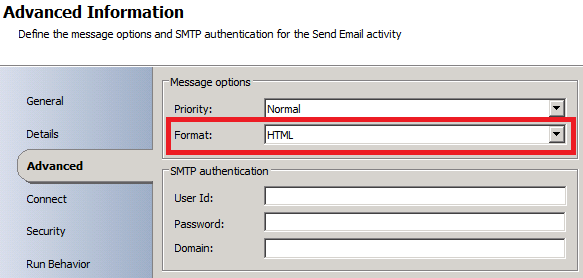 Advanced Information
Define the message options and SMTP authentication for the Send Email activity
General
Details
Advanced
Connect
Security
Run Behavior
Message options
Priority: Normal
Format: HTML
SMTP authentication
User Id:
Password:
Domain: